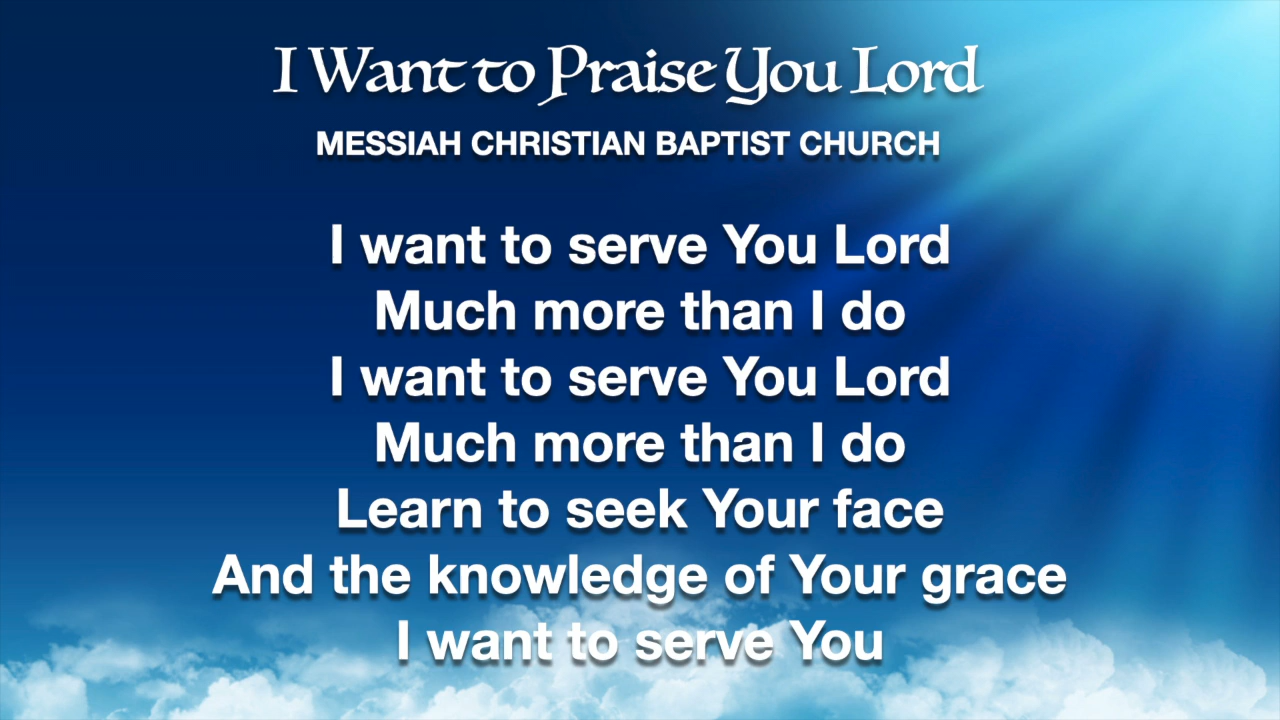 I Want to Praise You Lord
MESSIAH CHRISTIAN BAPTIST CHURCH
I want to serve You Lord
Much more than I do
I want to serve You Lord
Much more than I do
Learn to seek Your face
And the knowledge of Your grace
I want to serve You